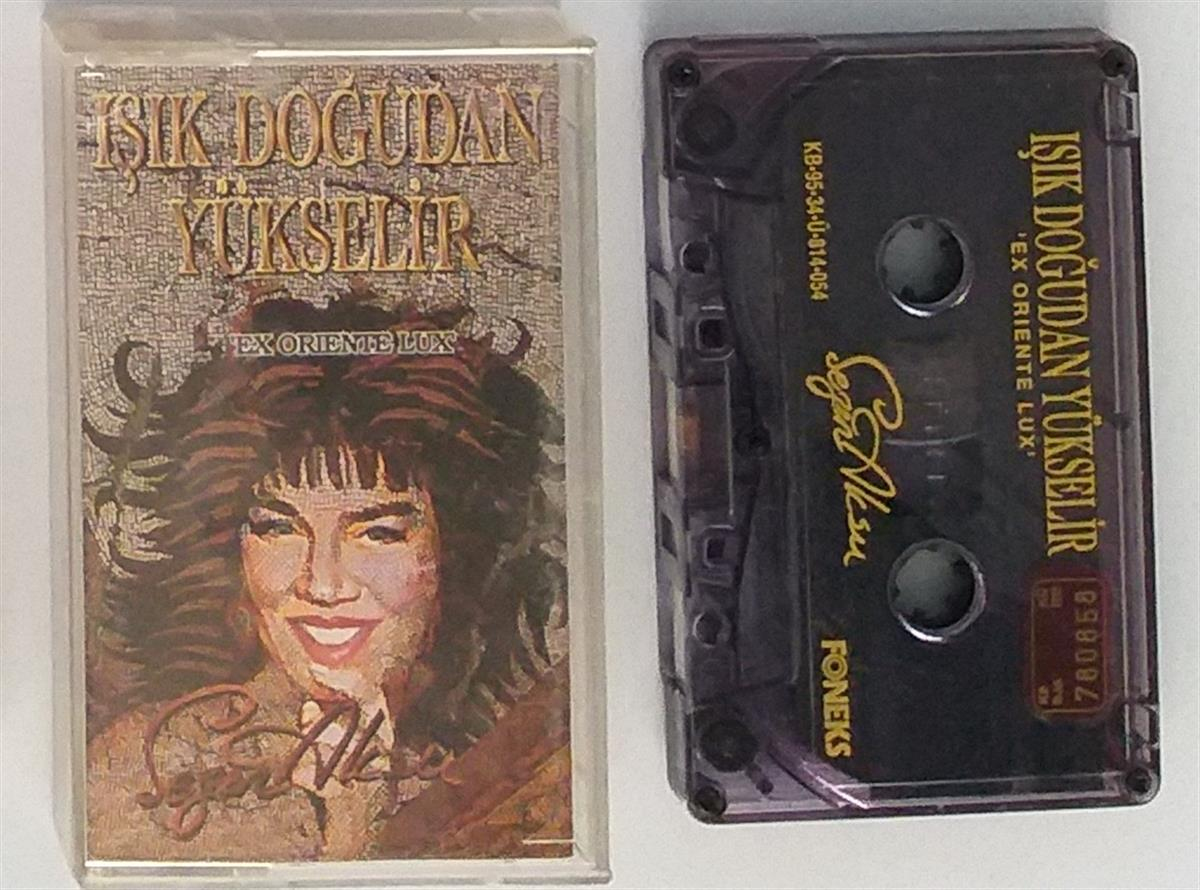 IŞIK DOĞUDAN
YÜKSELİR
'EX ORIENTE LUX'
Sezen Aksu
IŞIK DOĞUDAN YÜKSELİR
'EX ORIENTE LUX'
KB·95·34·Ü·014·054
Sezen Aksu
FONEKS
780858